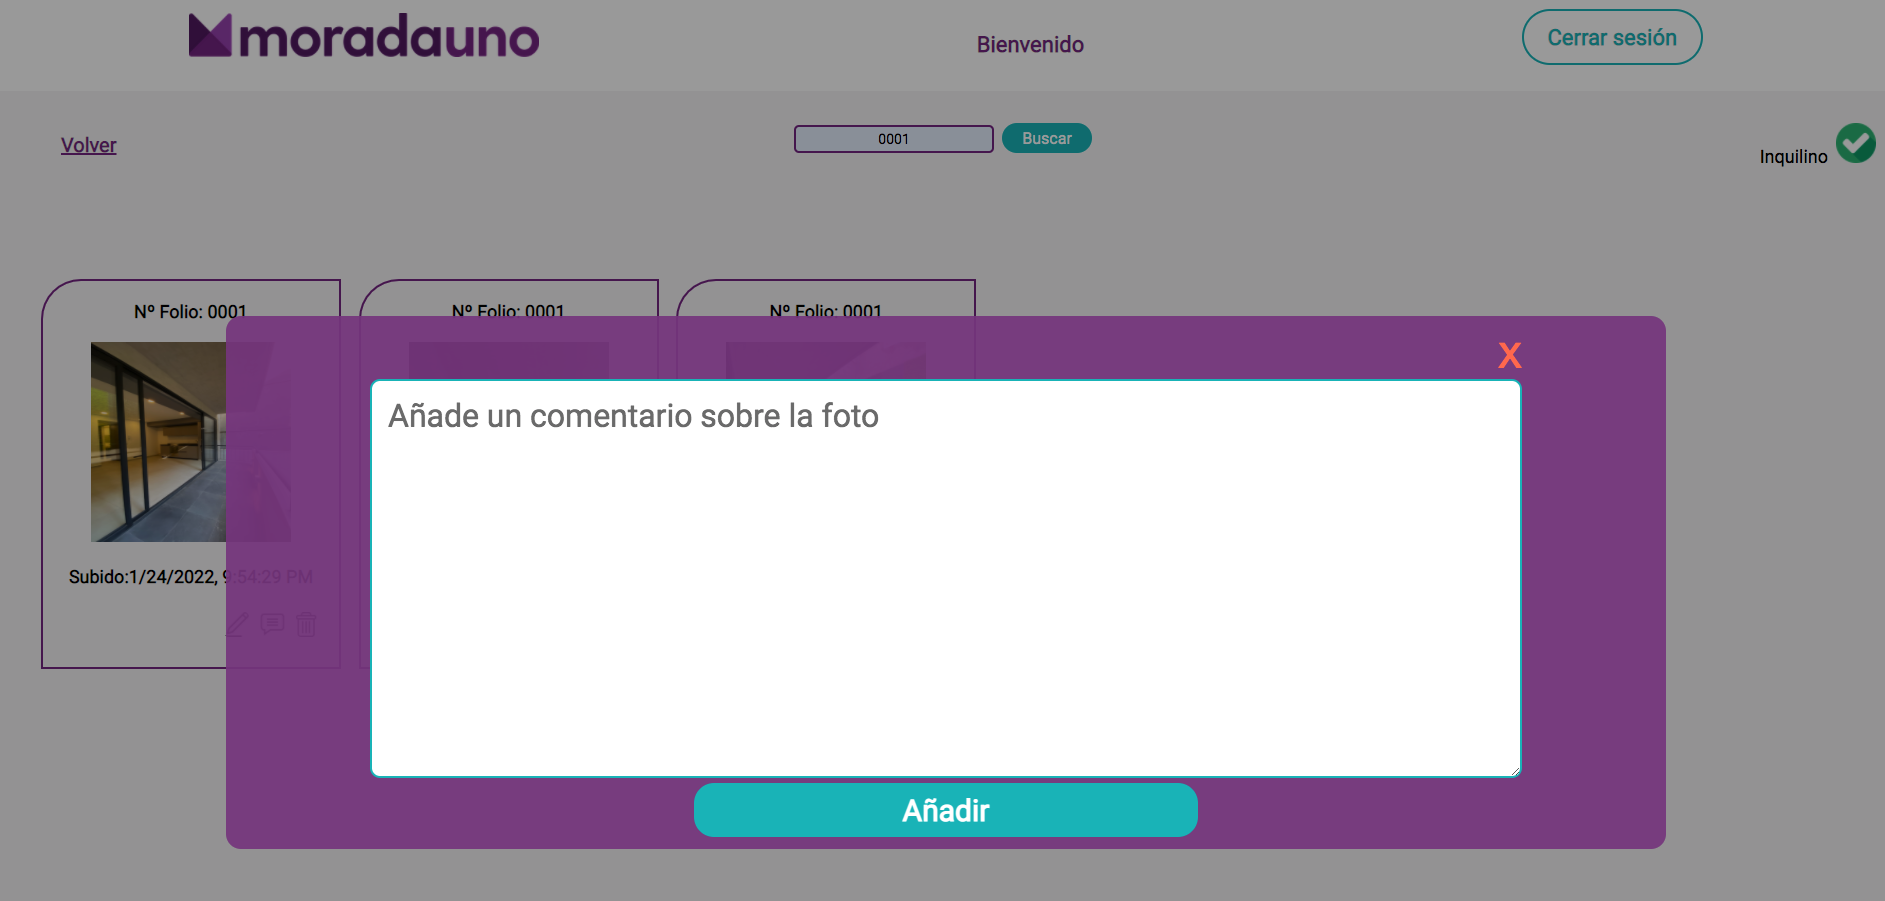 moradauno
Bienvenido
Cerrar sesión
Volver
0001
Buscar
Inquilino
Nº Folio: 0001
Nº Folio: 0001
Nº Folio: 0001
X
Añade un comentario sobre la foto
Subido:1/24/2022, 9:54:29 PM
Añadir